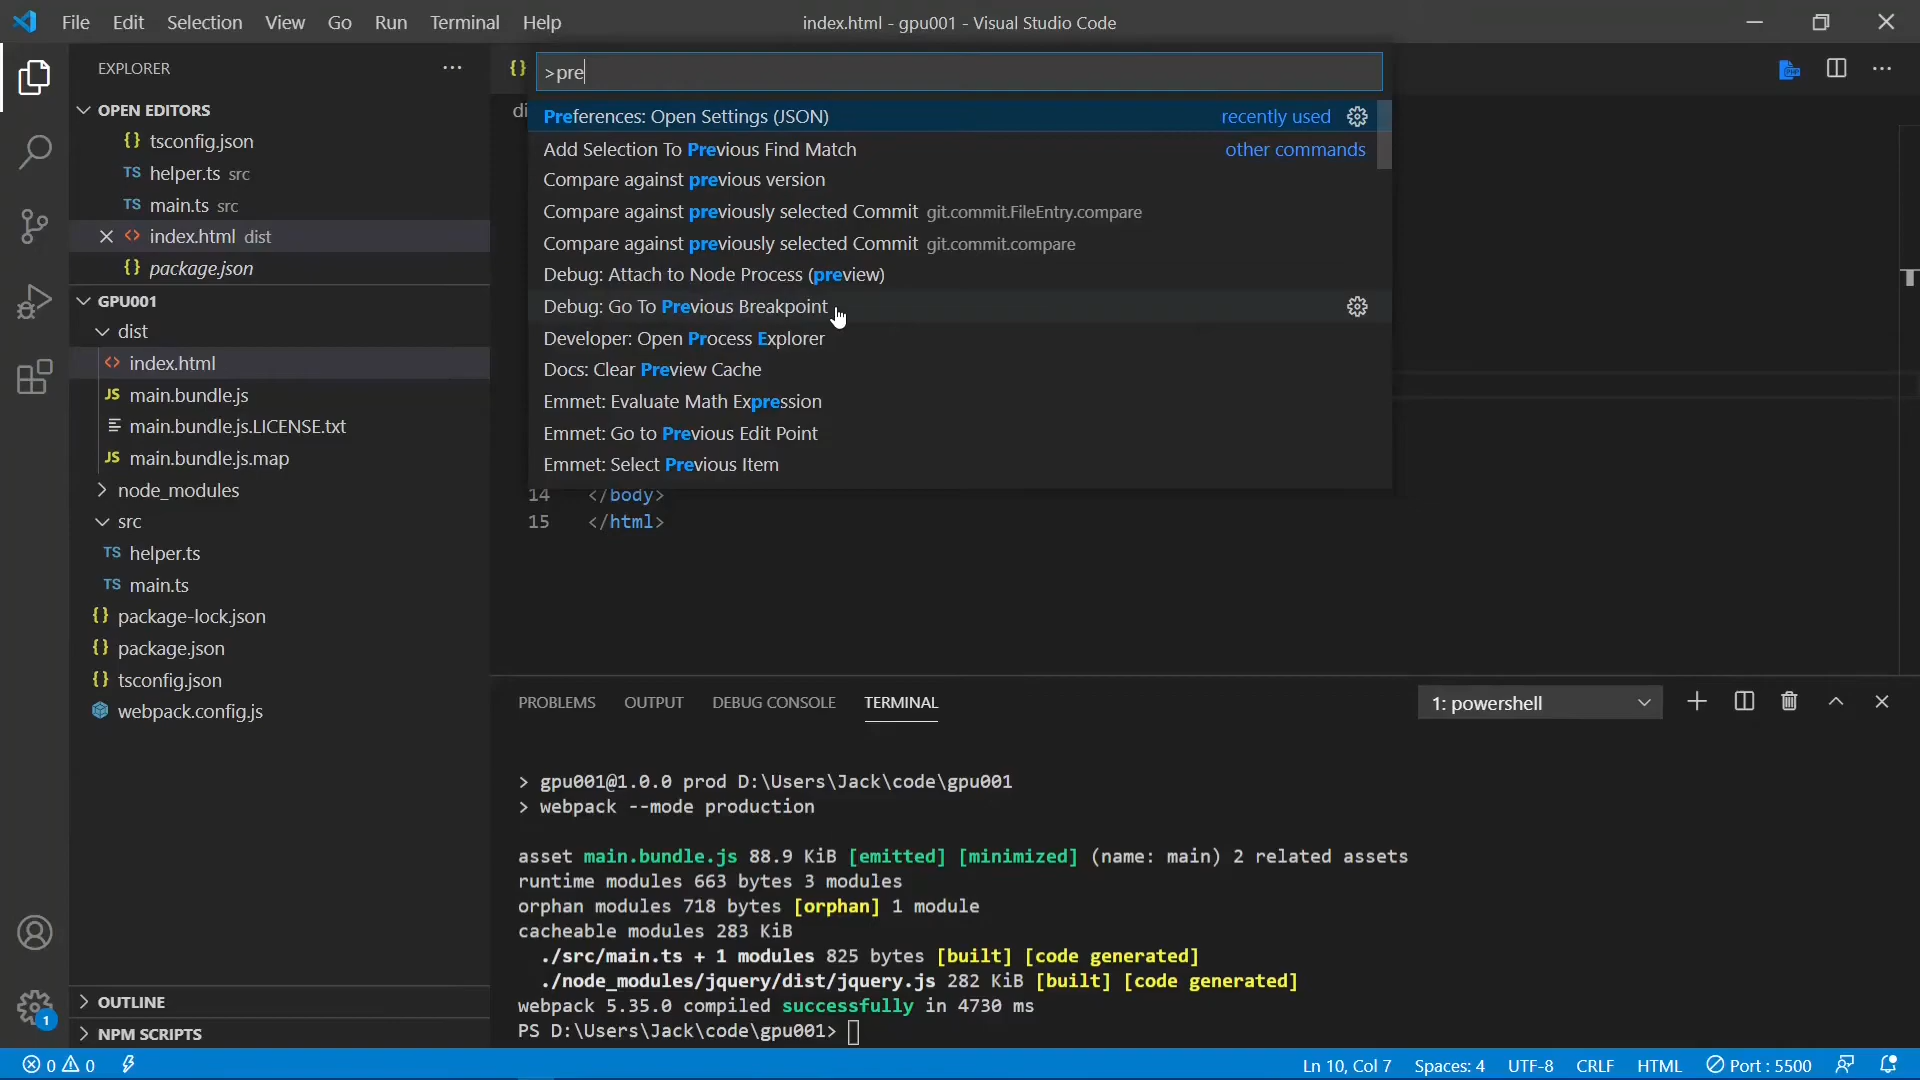 File Edit Selection View Go Run Terminal Help
index.html - gpu001 - Visual Studio Code
EXPLORER
OPEN EDITORS
{} tsconfig.json
TS helper.ts src
TS main.ts src
<> index.html dist
{} package.json
GPU001
dist
<> index.html
JS main.bundle.js
main.bundle.js.LICENSE.txt
JS main.bundle.js.map
node_modules
src
TS helper.ts
TS main.ts
{} package-lock.json
{} package.json
{} tsconfig.json
webpack.config.js
OUTLINE
NPM SCRIPTS
1
{}
di
>pre
Preferences: Open Settings (JSON) recently used
Add Selection To Previous Find Match other commands
Compare against previous version
Compare against previously selected Commit git.commit.FileEntry.compare
Compare against previously selected Commit git.commit.compare
Debug: Attach to Node Process (preview)
Debug: Go To Previous Breakpoint
Developer: Open Process Explorer
Docs: Clear Preview Cache
Emmet: Evaluate Math Expression
Emmet: Go to Previous Edit Point
Emmet: Select Previous Item
14 </body>
15 </html>
PROBLEMS OUTPUT DEBUG CONSOLE TERMINAL
1: powershell
> gpu001@1.0.0 prod D:\Users\Jack\code\gpu001
> webpack --mode production
asset main.bundle.js 88.9 KiB [emitted] [minimized] (name: main) 2 related assets
runtime modules 663 bytes 3 modules
orphan modules 718 bytes [orphan] 1 module
cacheable modules 283 KiB
./src/main.ts + 1 modules 825 bytes [built] [code generated]
./node_modules/jquery/dist/jquery.js 282 KiB [built] [code generated]
webpack 5.35.0 compiled successfully in 4730 ms
PS D:\Users\Jack\code\gpu001>
0 0
Ln 10, Col 7 Spaces: 4 UTF-8 CRLF HTML Port : 5500